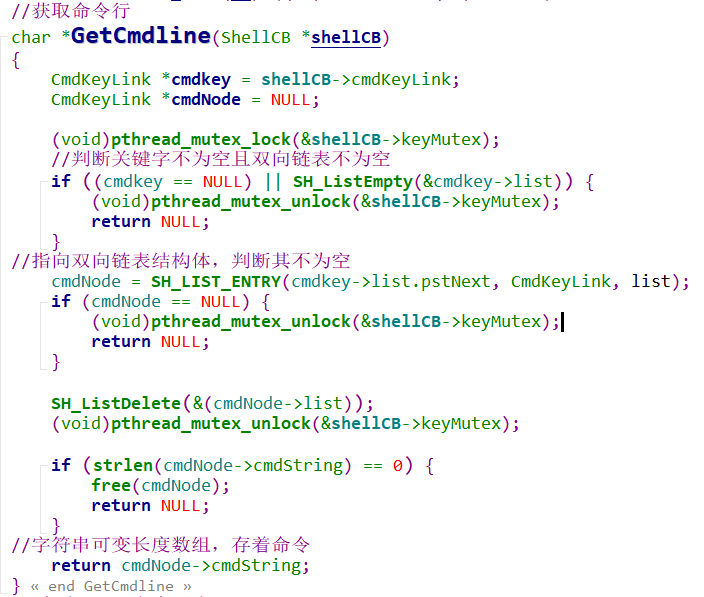 //获取命令行
char *GetCmdline(ShellCB *shellCB)
{
    CmdKeyLink *cmdkey = shellCB->cmdKeyLink;
    CmdKeyLink *cmdNode = NULL;

    (void)pthread_mutex_lock(&shellCB->keyMutex);
    //判断关键字不为空且双向链表不为空
    if ((cmdkey == NULL) || SH_ListEmpty(&cmdkey->list)) {
        (void)pthread_mutex_unlock(&shellCB->keyMutex);
        return NULL;
    }
//指向双向链表结构体，判断其不为空
    cmdNode = SH_LIST_ENTRY(cmdkey->list.pstNext, CmdKeyLink, list);
    if (cmdNode == NULL) {
        (void)pthread_mutex_unlock(&shellCB->keyMutex);
        return NULL;
    }

    SH_ListDelete(&(cmdNode->list));
    (void)pthread_mutex_unlock(&shellCB->keyMutex);

    if (strlen(cmdNode->cmdString) == 0) {
        free(cmdNode);
        return NULL;
    }
//字符串可变长度数组，存着命令
    return cmdNode->cmdString;
} « end GetCmdline »